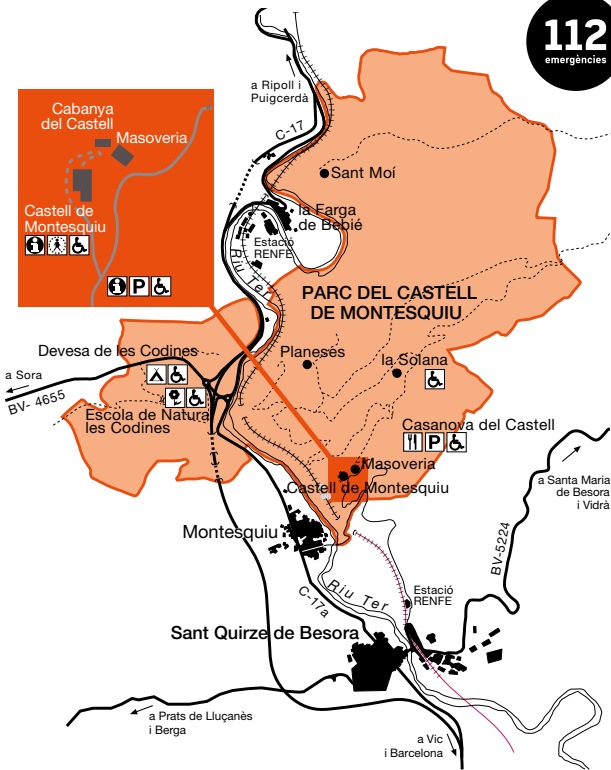 112
emergències
a Ripoll i
Puigcerdà
C-17
Cabanya
del Castell
Masoveria
Castell de
Montesquiu
P
Sant Moí
la Farga
de Bebié
Estació
RENFE
Riu Ter
PARC DEL CASTELL
DE MONTESQUIU
Devesa de les Codines
Planeses
la Solana
a Sora
BV- 4655
Escola de Natura
les Codines
Casanova del Castell
P
Masoveria
Castell de Montesquiu
a Santa Maria
de Besora
i Vidrà
BV-5224
Montesquiu
C-17a
Riu Ter
Estació
RENFE
Sant Quirze de Besora
a Prats de Lluçanès
i Berga
a Vic
i Barcelona